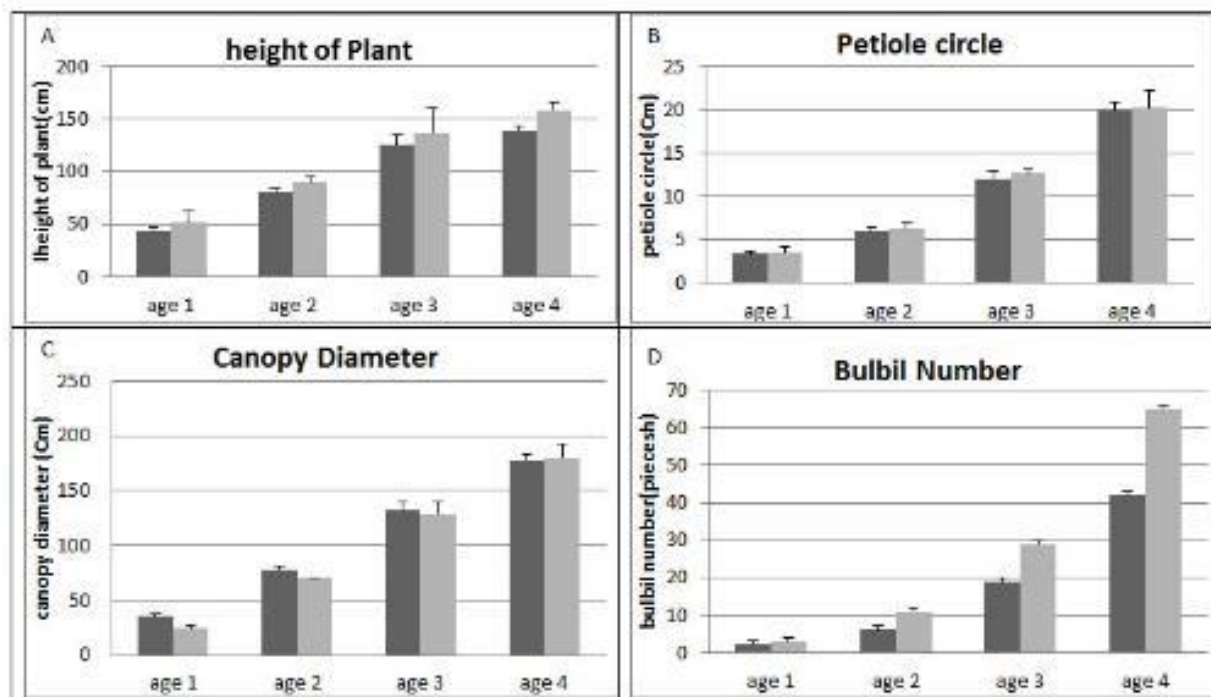 A
height of Plant
lheight of plant(cm)
200
150
100
50
0
age 1 age 2 age 3 age 4
B
Petiole circle
petiole circle(Cm)
25
20
15
10
5
0
age 1 age 2 age 3 age 4
C
Canopy Diameter
canopy diameter (Cm)
250
200
150
100
50
0
age 1 age 2 age 3 age 4
D
Bulbil Number
bulbil number(piecesh)
70
60
50
40
30
20
10
0
age 1 age 2 age 3 age 4